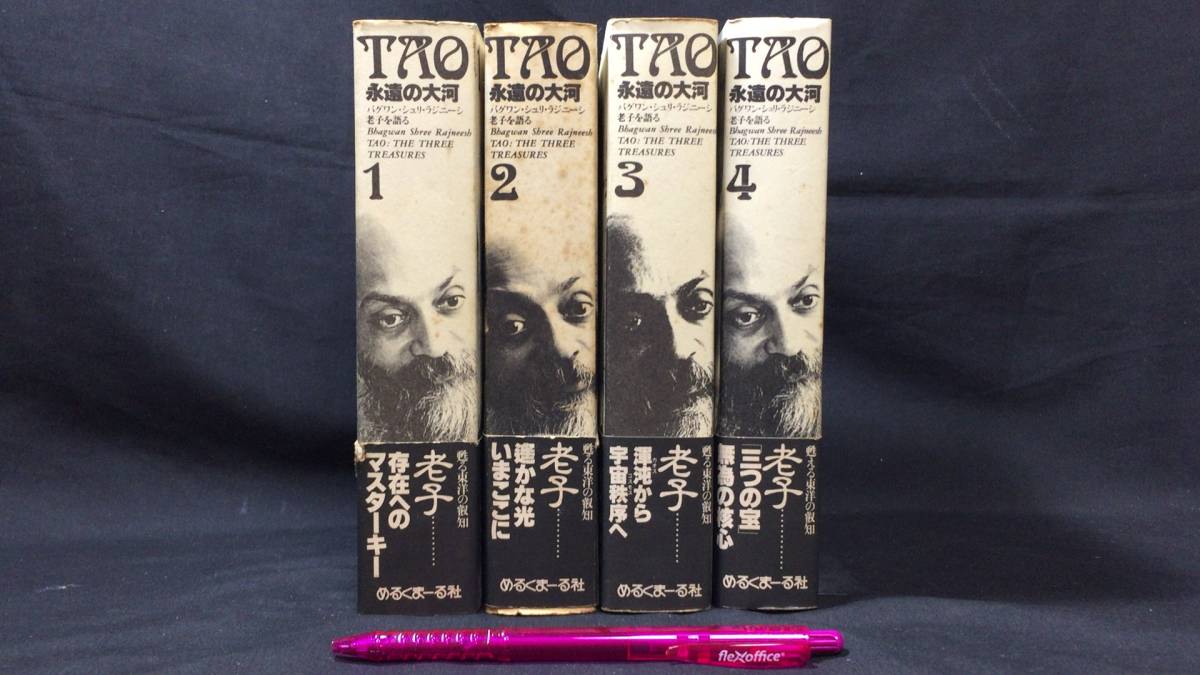 TAO
永遠の大河
バグワン・シュリ・ラジニーシ
老子を語る
Bhagwan Shree Rajneesh
TAO: THE THREE
TREASURES
1
甦る東洋の叡知
老子…………
存在への
マスターキー
めるくまーる社
TAO
永遠の大河
バグワン・シュリ・ラジニーシ
老子を語る
Bhagwan Shree Rajneesh
TAO: THE THREE
TREASURES
2
甦る東洋の叡知
老子…………
遥かな光
いまここに
めるくまーる社
TAO
永遠の大河
バグワン・シュリ・ラジニーシ
老子を語る
Bhagwan Shree Rajneesh
TAO: THE THREE
TREASURES
3
甦る東洋の叡知
老子…………
渾沌から
宇宙秩序へ
めるくまーる社
TAO
永遠の大河
バグワン・シュリ・ラジニーシ
老子を語る
Bhagwan Shree Rajneesh
TAO: THE THREE
TREASURES
4
甦える東洋の叡知
老子…………
「三つの宝」
無為の核心
めるくまーる社
flexoffice